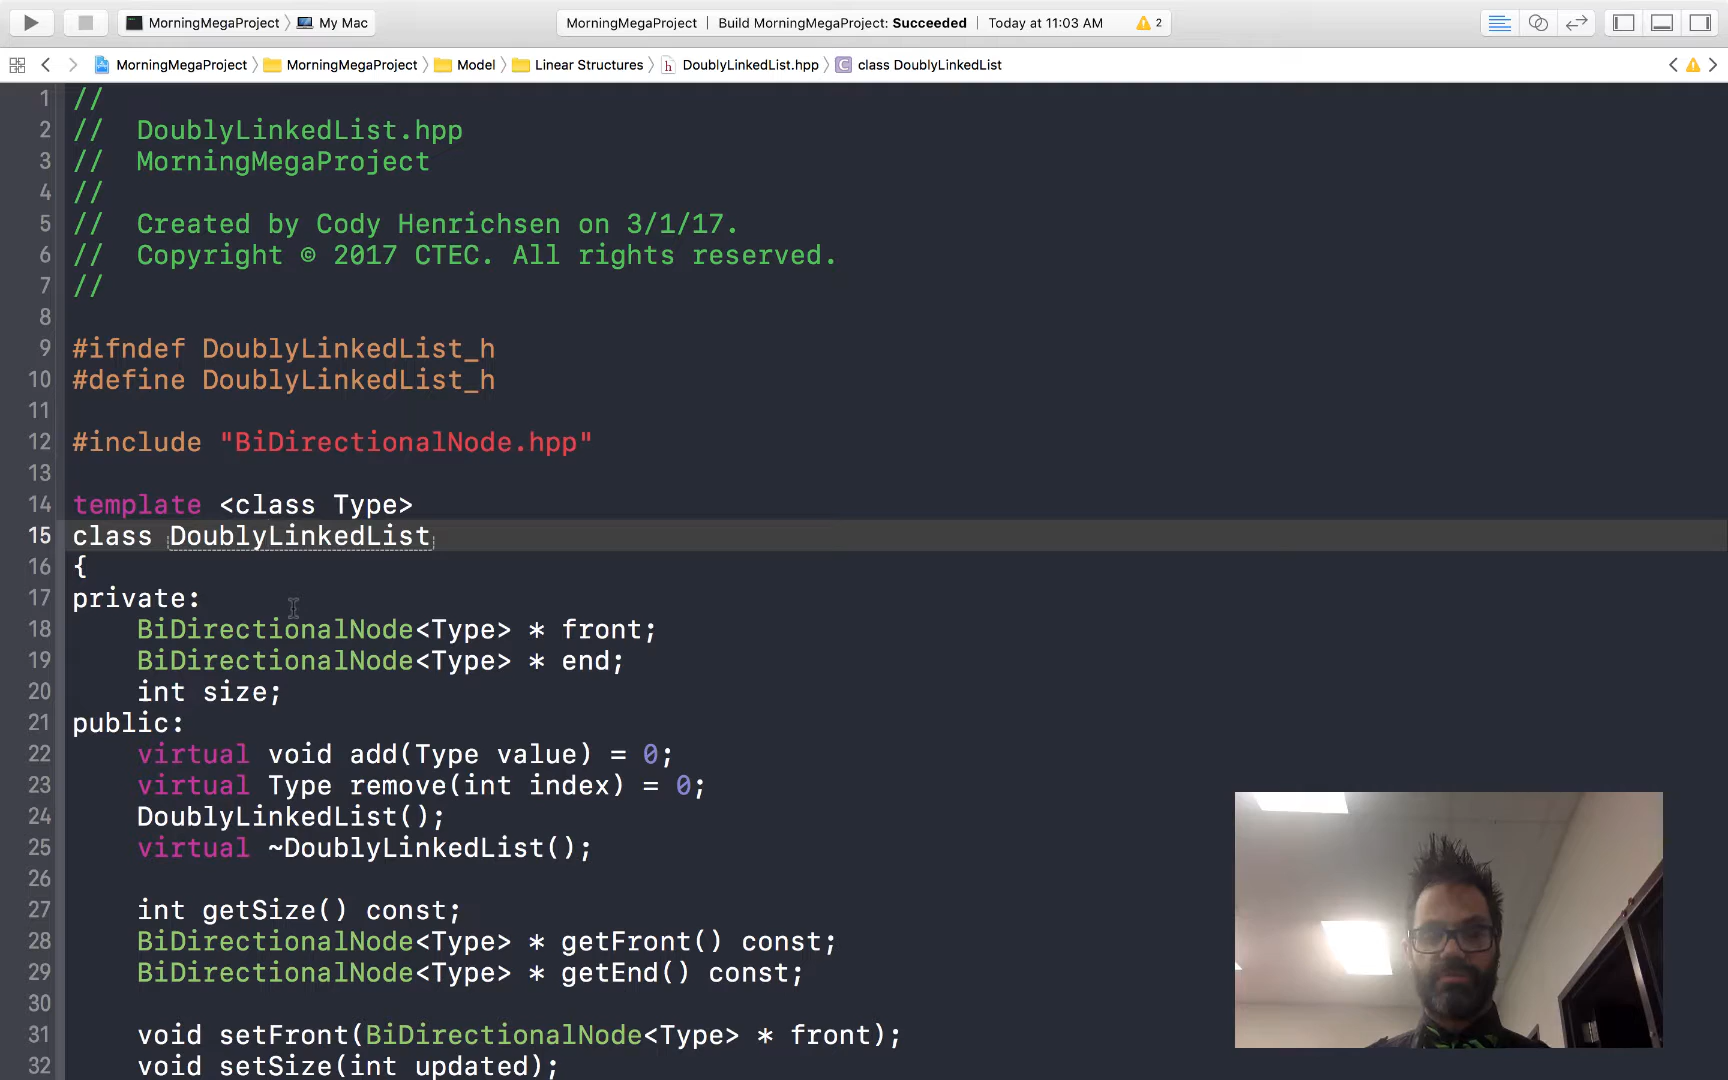 MorningMegaProject My Mac
MorningMegaProject Build MorningMegaProject: Succeeded Today at 11:03 AM 2
MorningMegaProject MorningMegaProject Model Linear Structures h DoublyLinkedList.hpp C class DoublyLinkedList
1 //
2 //  DoublyLinkedList.hpp
3 //  MorningMegaProject
4 //
5 //  Created by Cody Henrichsen on 3/1/17.
6 //  Copyright © 2017 CTEC. All rights reserved.
7 //
8
9 #ifndef DoublyLinkedList_h
10 #define DoublyLinkedList_h
11
12 #include "BiDirectionalNode.hpp"
13
14 template <class Type>
15 class DoublyLinkedList
16 {
17 private:
18     BiDirectionalNode<Type> * front;
19     BiDirectionalNode<Type> * end;
20     int size;
21 public:
22     virtual void add(Type value) = 0;
23     virtual Type remove(int index) = 0;
24     DoublyLinkedList();
25     virtual ~DoublyLinkedList();
26
27     int getSize() const;
28     BiDirectionalNode<Type> * getFront() const;
29     BiDirectionalNode<Type> * getEnd() const;
30
31     void setFront(BiDirectionalNode<Type> * front);
32     void setSize(int updated);